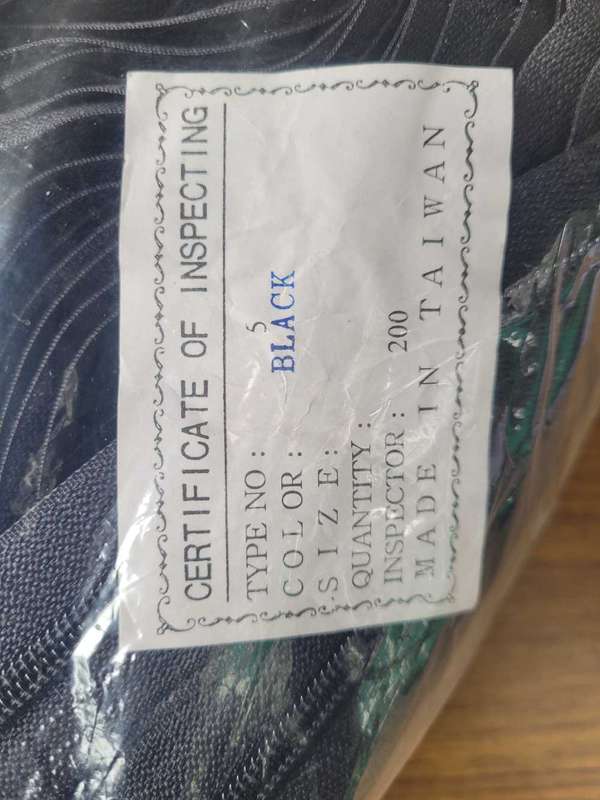 CERTIFICATE OF INSPECTING
TYPE NO : 5
COLOR : BLACK
SIZE :
QUANTITY :
INSPECTOR : 200
MADE IN TAIWAN